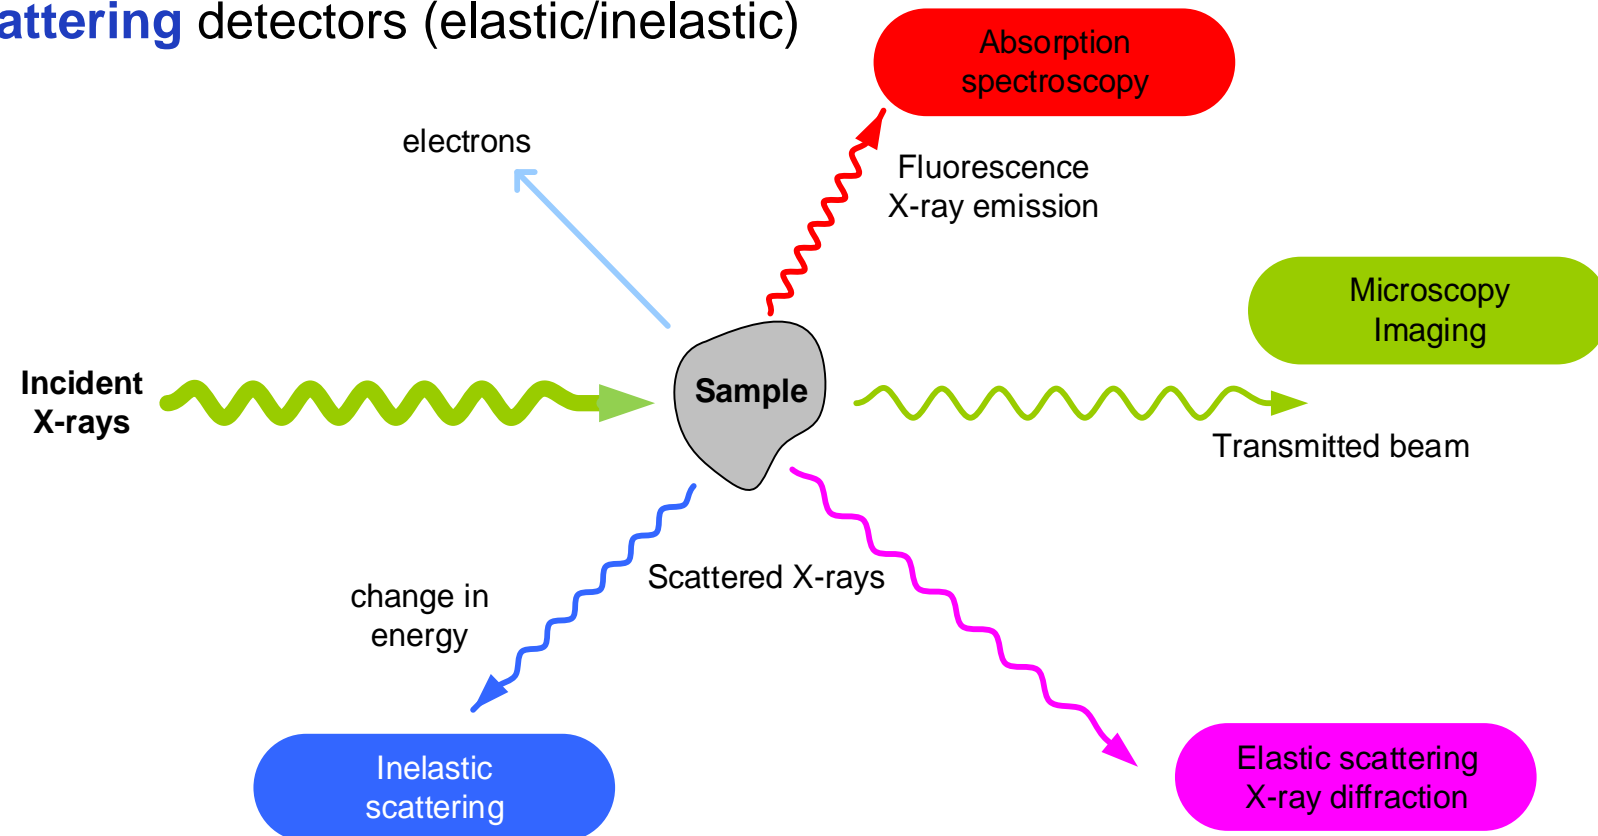 attering detectors (elastic/inelastic)
Absorption
spectroscopy
electrons
Fluorescence
X-ray emission
Microscopy
Imaging
Incident
X-rays
Sample
Transmitted beam
Scattered X-rays
change in
energy
Inelastic
scattering
Elastic scattering
X-ray diffraction